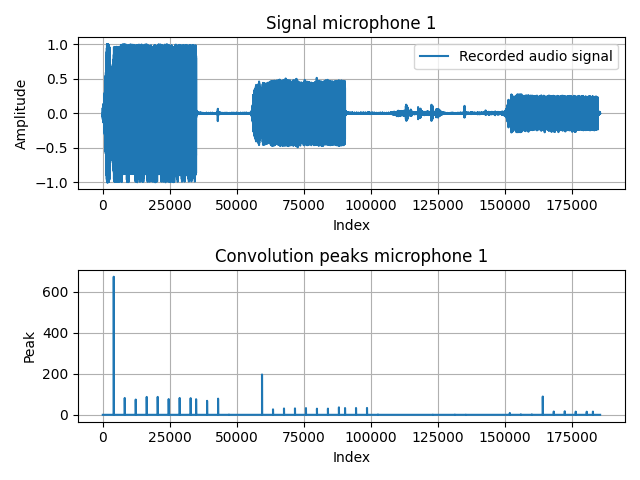 Signal microphone 1
1.0
0.5
0.0
−0.5
−1.0
Amplitude
Recorded audio signal
0 25000 50000 75000 100000 125000 150000 175000
Index
Convolution peaks microphone 1
600
400
200
0
Peak
0 25000 50000 75000 100000 125000 150000 175000
Index